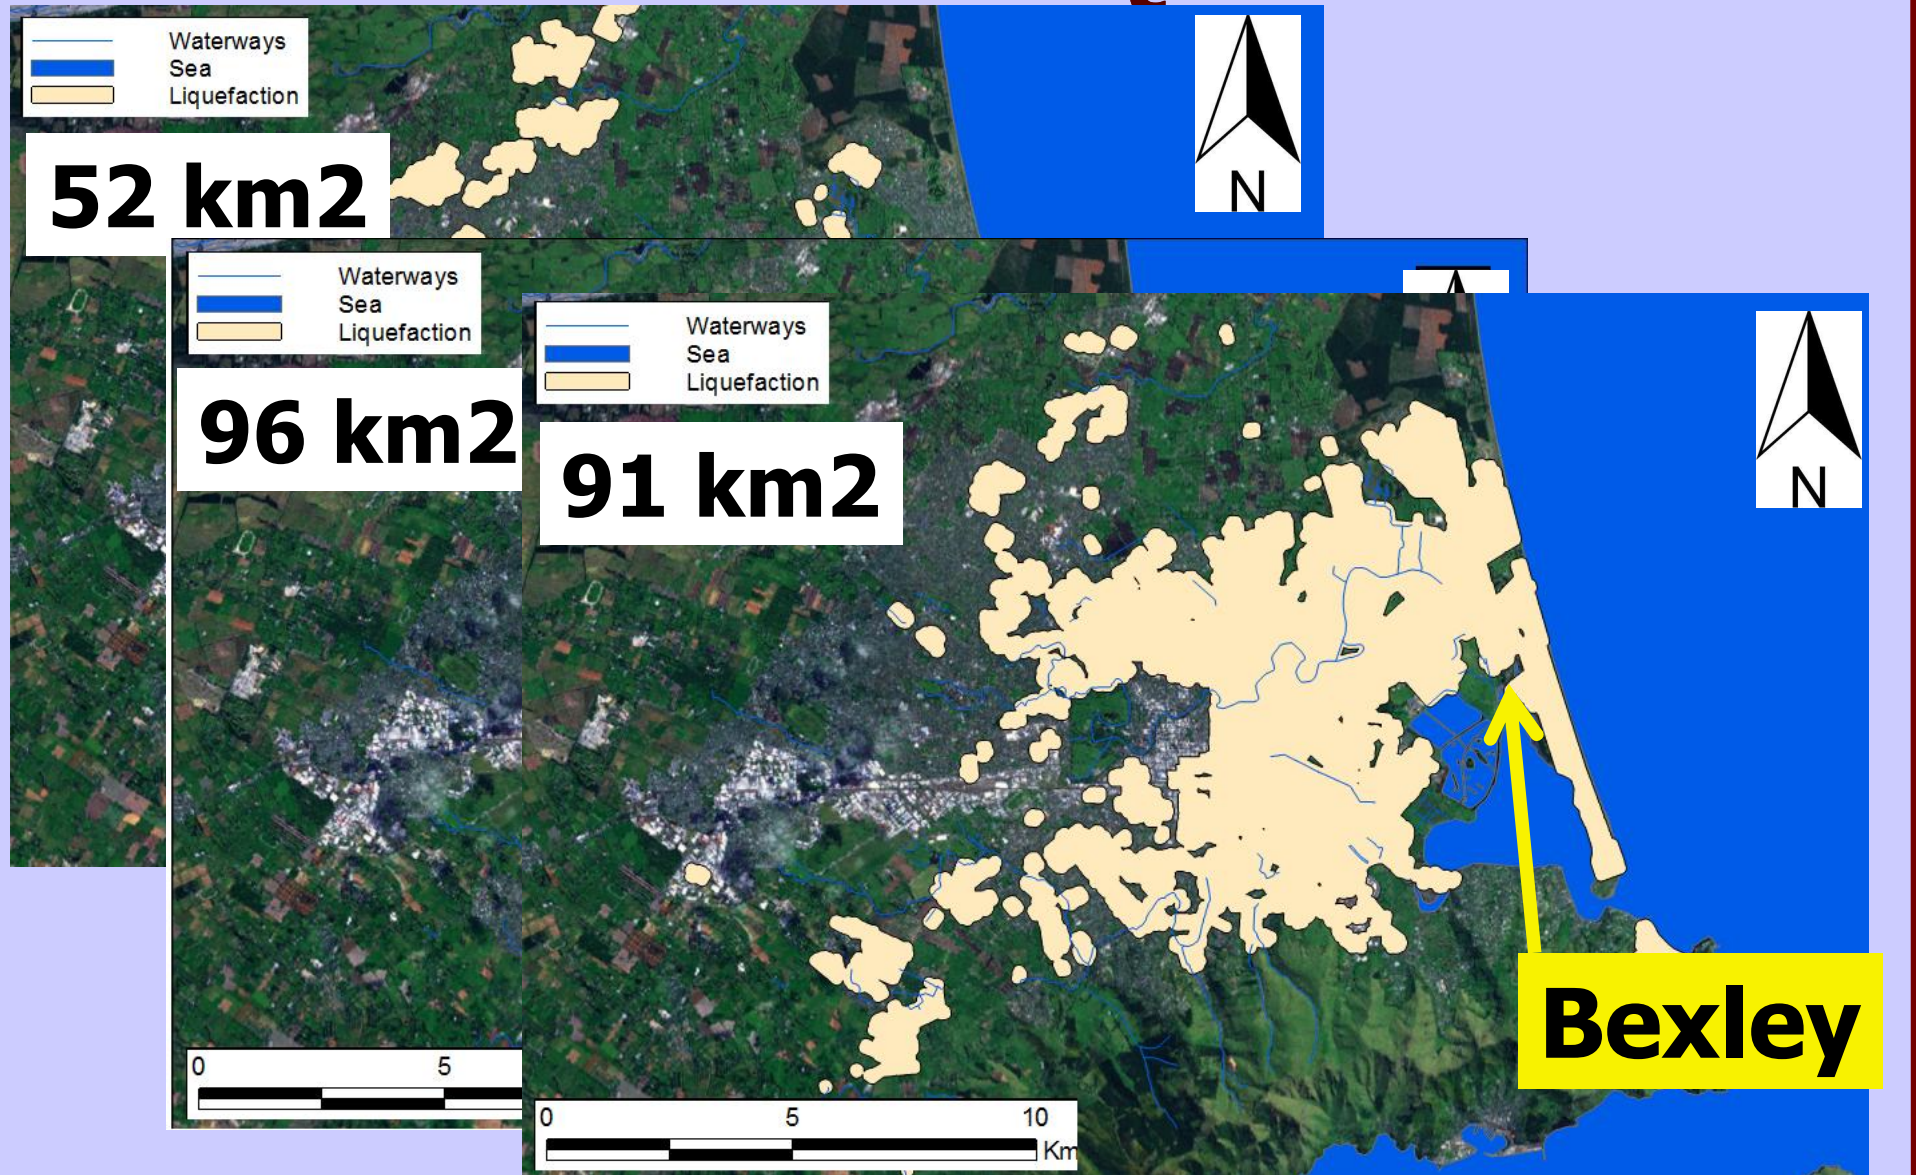 Waterways
Sea
Liquefaction
52 km2
N
Waterways
Sea
Liquefaction
96 km2
0 5
Waterways
Sea
Liquefaction
91 km2
N
Bexley
0 5 10
Km